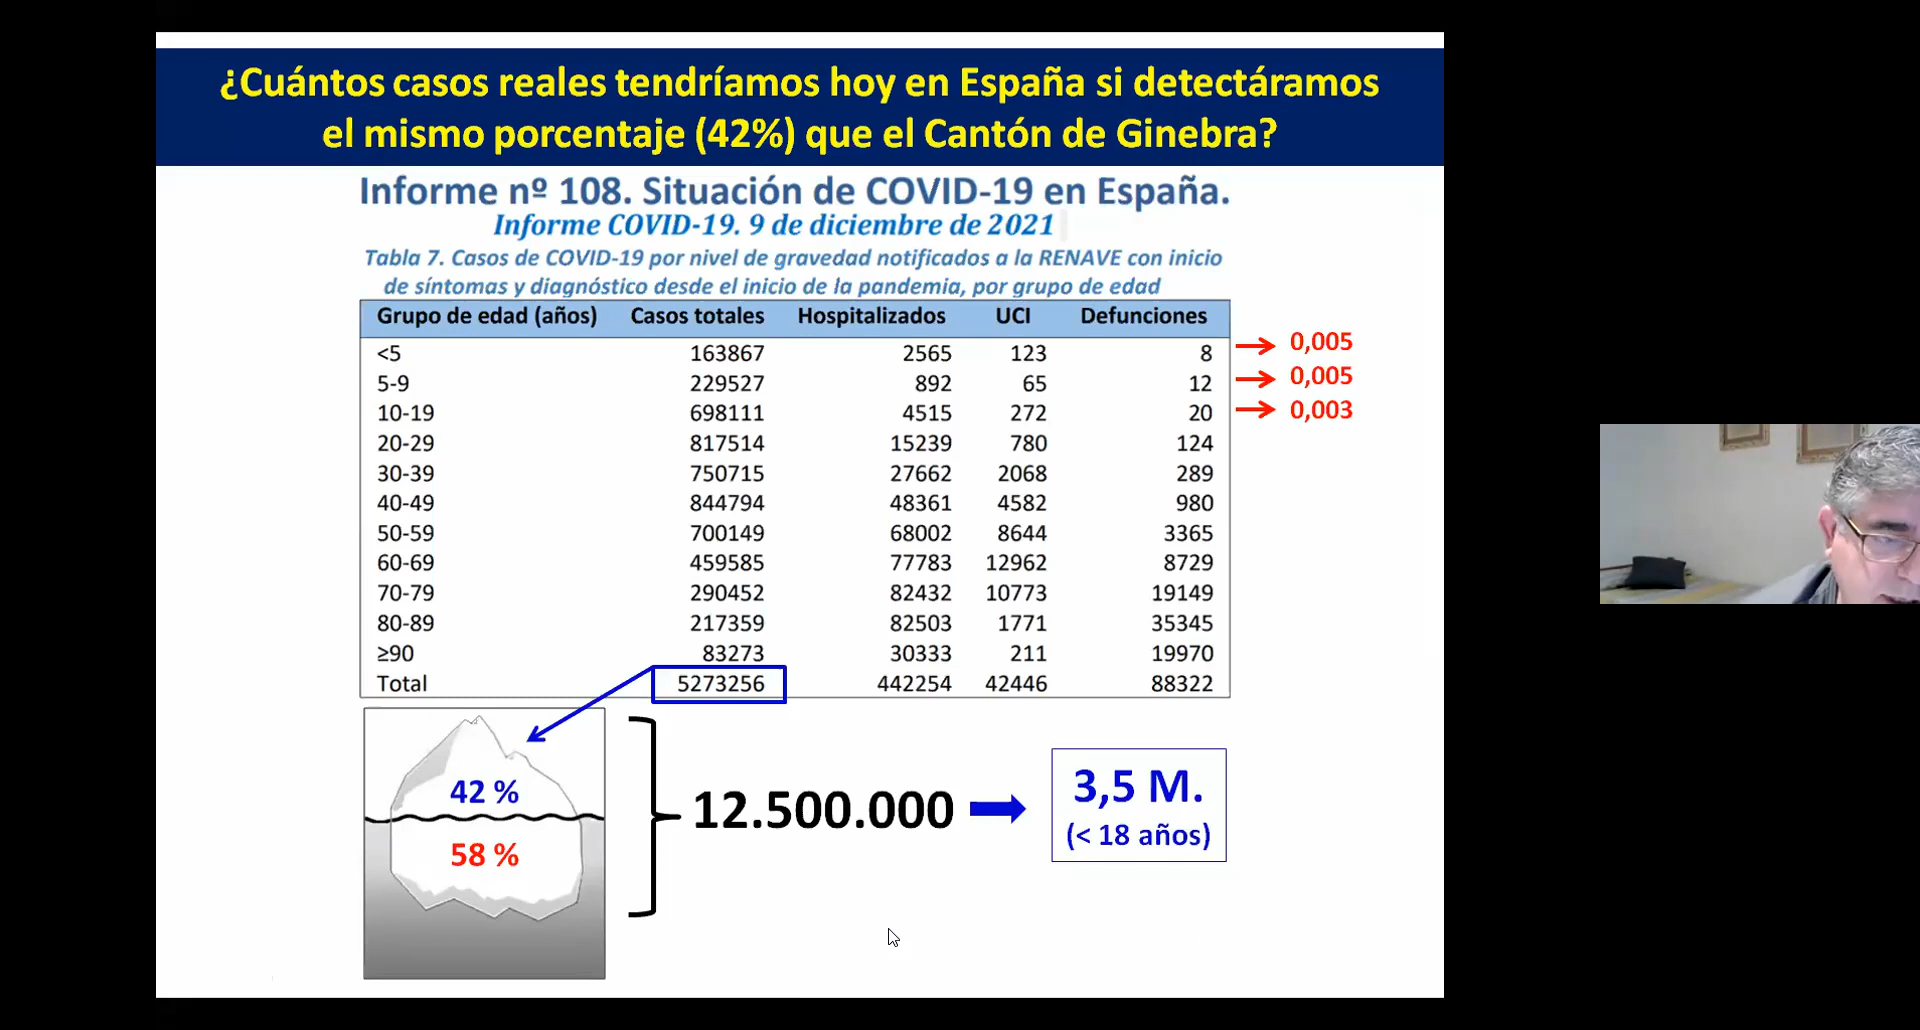 ¿Cuántos casos reales tendríamos hoy en España si detectáramos
el mismo porcentaje (42%) que el Cantón de Ginebra?
Informe nº 108. Situación de COVID-19 en España.
Informe COVID-19. 9 de diciembre de 2021
Tabla 7. Casos de COVID-19 por nivel de gravedad notificados a la RENAVE con inicio
de síntomas y diagnóstico desde el inicio de la pandemia, por grupo de edad
Grupo de edad (años) Casos totales Hospitalizados UCI Defunciones
<5 163867 2565 123 8 0,005
5-9 229527 892 65 12 0,005
10-19 698111 4515 272 20 0,003
20-29 817514 15239 780 124
30-39 750715 27662 2068 289
40-49 844794 48361 4582 980
50-59 700149 68002 8644 3365
60-69 459585 77783 12962 8729
70-79 290452 82432 10773 19149
80-89 217359 82503 1771 35345
≥90 83273 30333 211 19970
Total 5273256 442254 42446 88322
42 %
58 %
12.500.000
3,5 M.
(< 18 años)